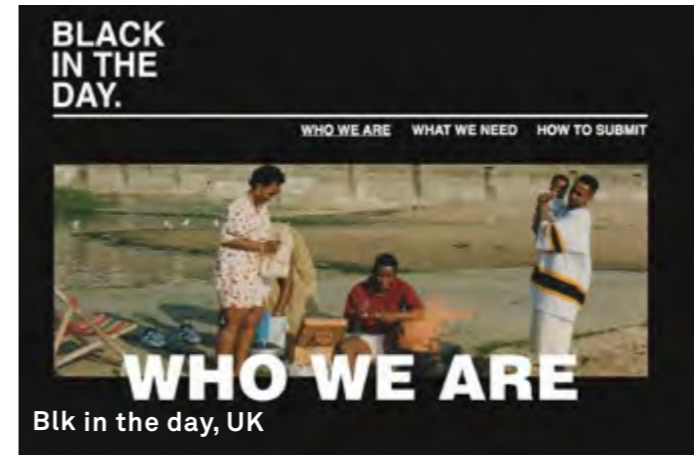 BLACK
IN THE
DAY.
WHO WE ARE WHAT WE NEED HOW TO SUBMIT
WHO WE ARE
Blk in the day, UK